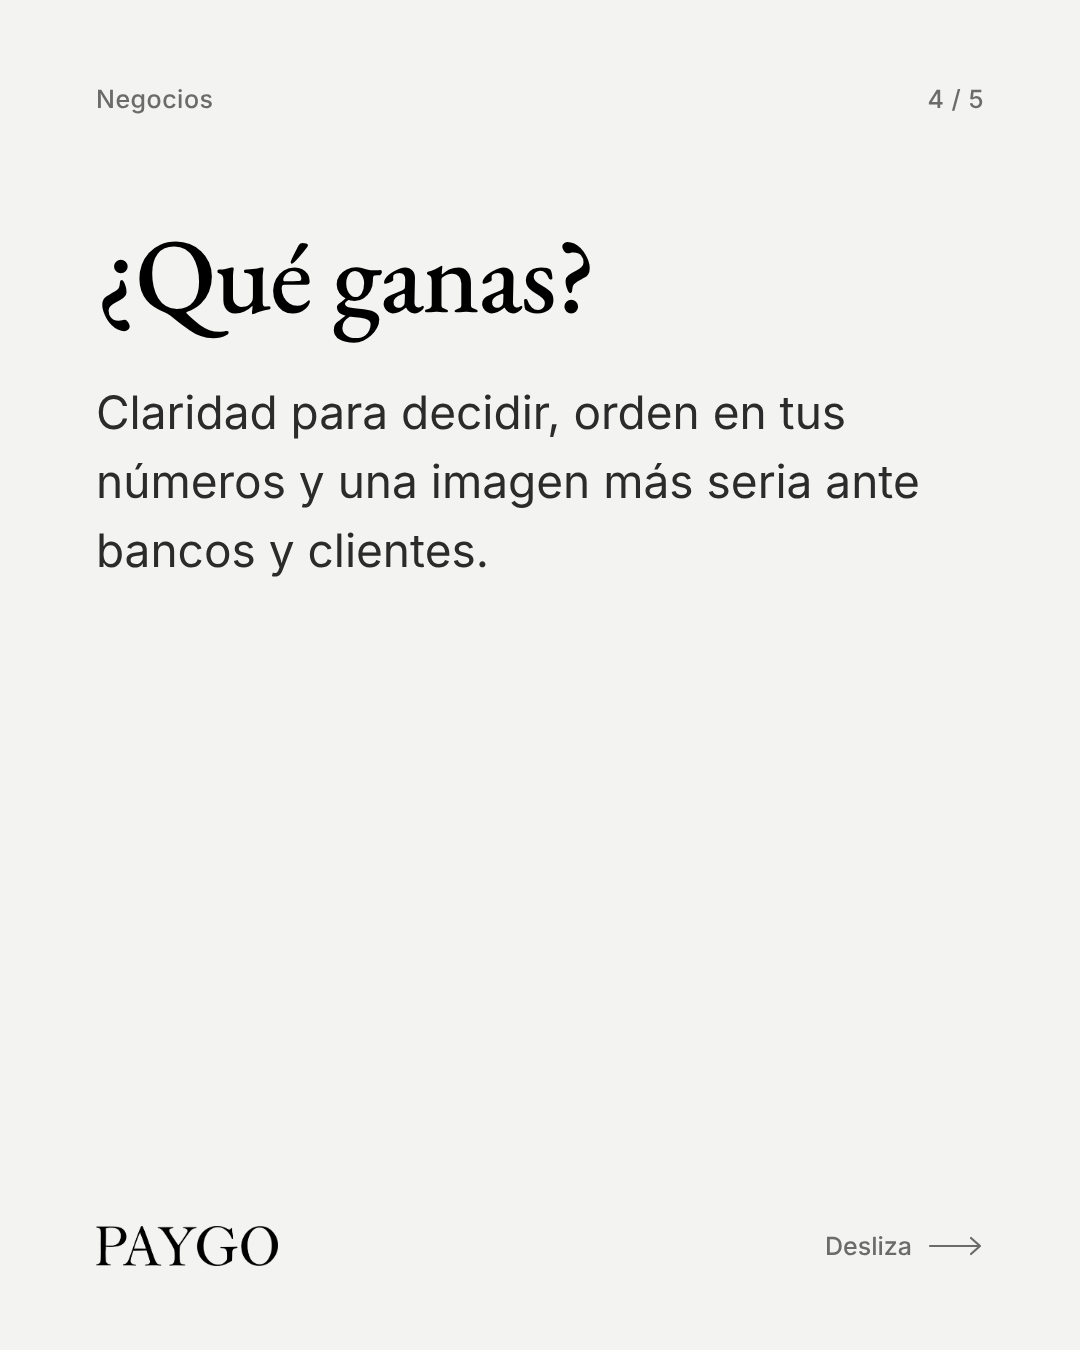 Negocios
4 / 5
¿Qué ganas?
Claridad para decidir, orden en tus
números y una imagen más seria ante
bancos y clientes.
PAYGO
Desliza